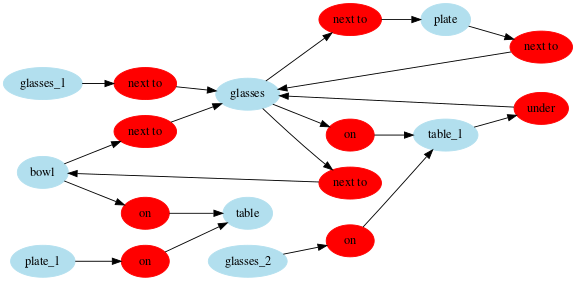 next to
plate
next to
glasses_1
next to
glasses
under
next to
on
table_1
bowl
next to
on
table
on
plate_1
on
glasses_2